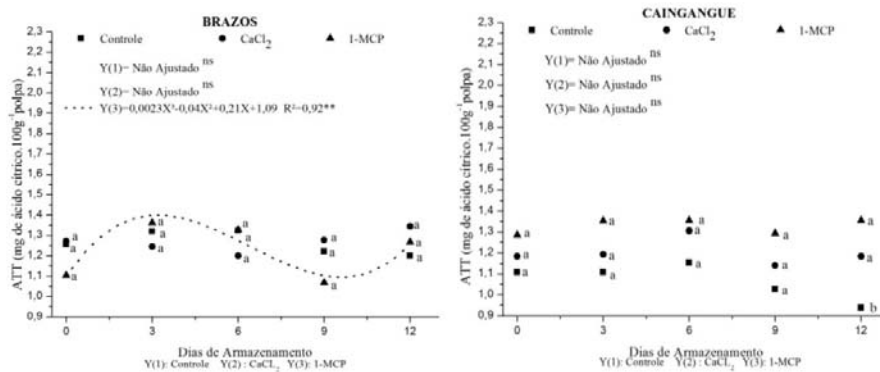 BRAZOS
■ Controle ● CaCl₂ ▲ 1-MCP
Y(1)= Não Ajustado ns
Y(2)= Não Ajustado ns
Y(3)=0,0023X³-0,04X²+0,21X+1,09 R²=0,92**
ATT (mg de ácido cítrico.100g⁻¹polpa)
2,3
2,2
2,1
2,0
1,9
1,8
1,7
1,6
1,5
1,4
1,3
1,2
1,1
1,0
0,9
a
a
a
a
a
a
a
a
a
a
a
a
a
a
0 3 6 9 12
Dias de Armazenamento
Y(1): Controle Y(2) : CaCL₂ Y(3): 1-MCP
CAINGANGUE
■ Controle ● CaCl₂ ▲ 1-MCP
Y(1)= Não Ajustado ns
Y(2)= Não Ajustado ns
Y(3)= Não Ajustado ns
ATT (mg de ácido cítrico.100g⁻¹polpa)
2,3
2,2
2,1
2,0
1,9
1,8
1,7
1,6
1,5
1,4
1,3
1,2
1,1
1,0
0,9
a
a
a
a
a
a
a
a
a
a
a
a
a
a
b
0 3 6 9 12
Dias de Armazenamento
Y(1): Controle Y(2) : CaCL₂ Y(3): 1-MCP